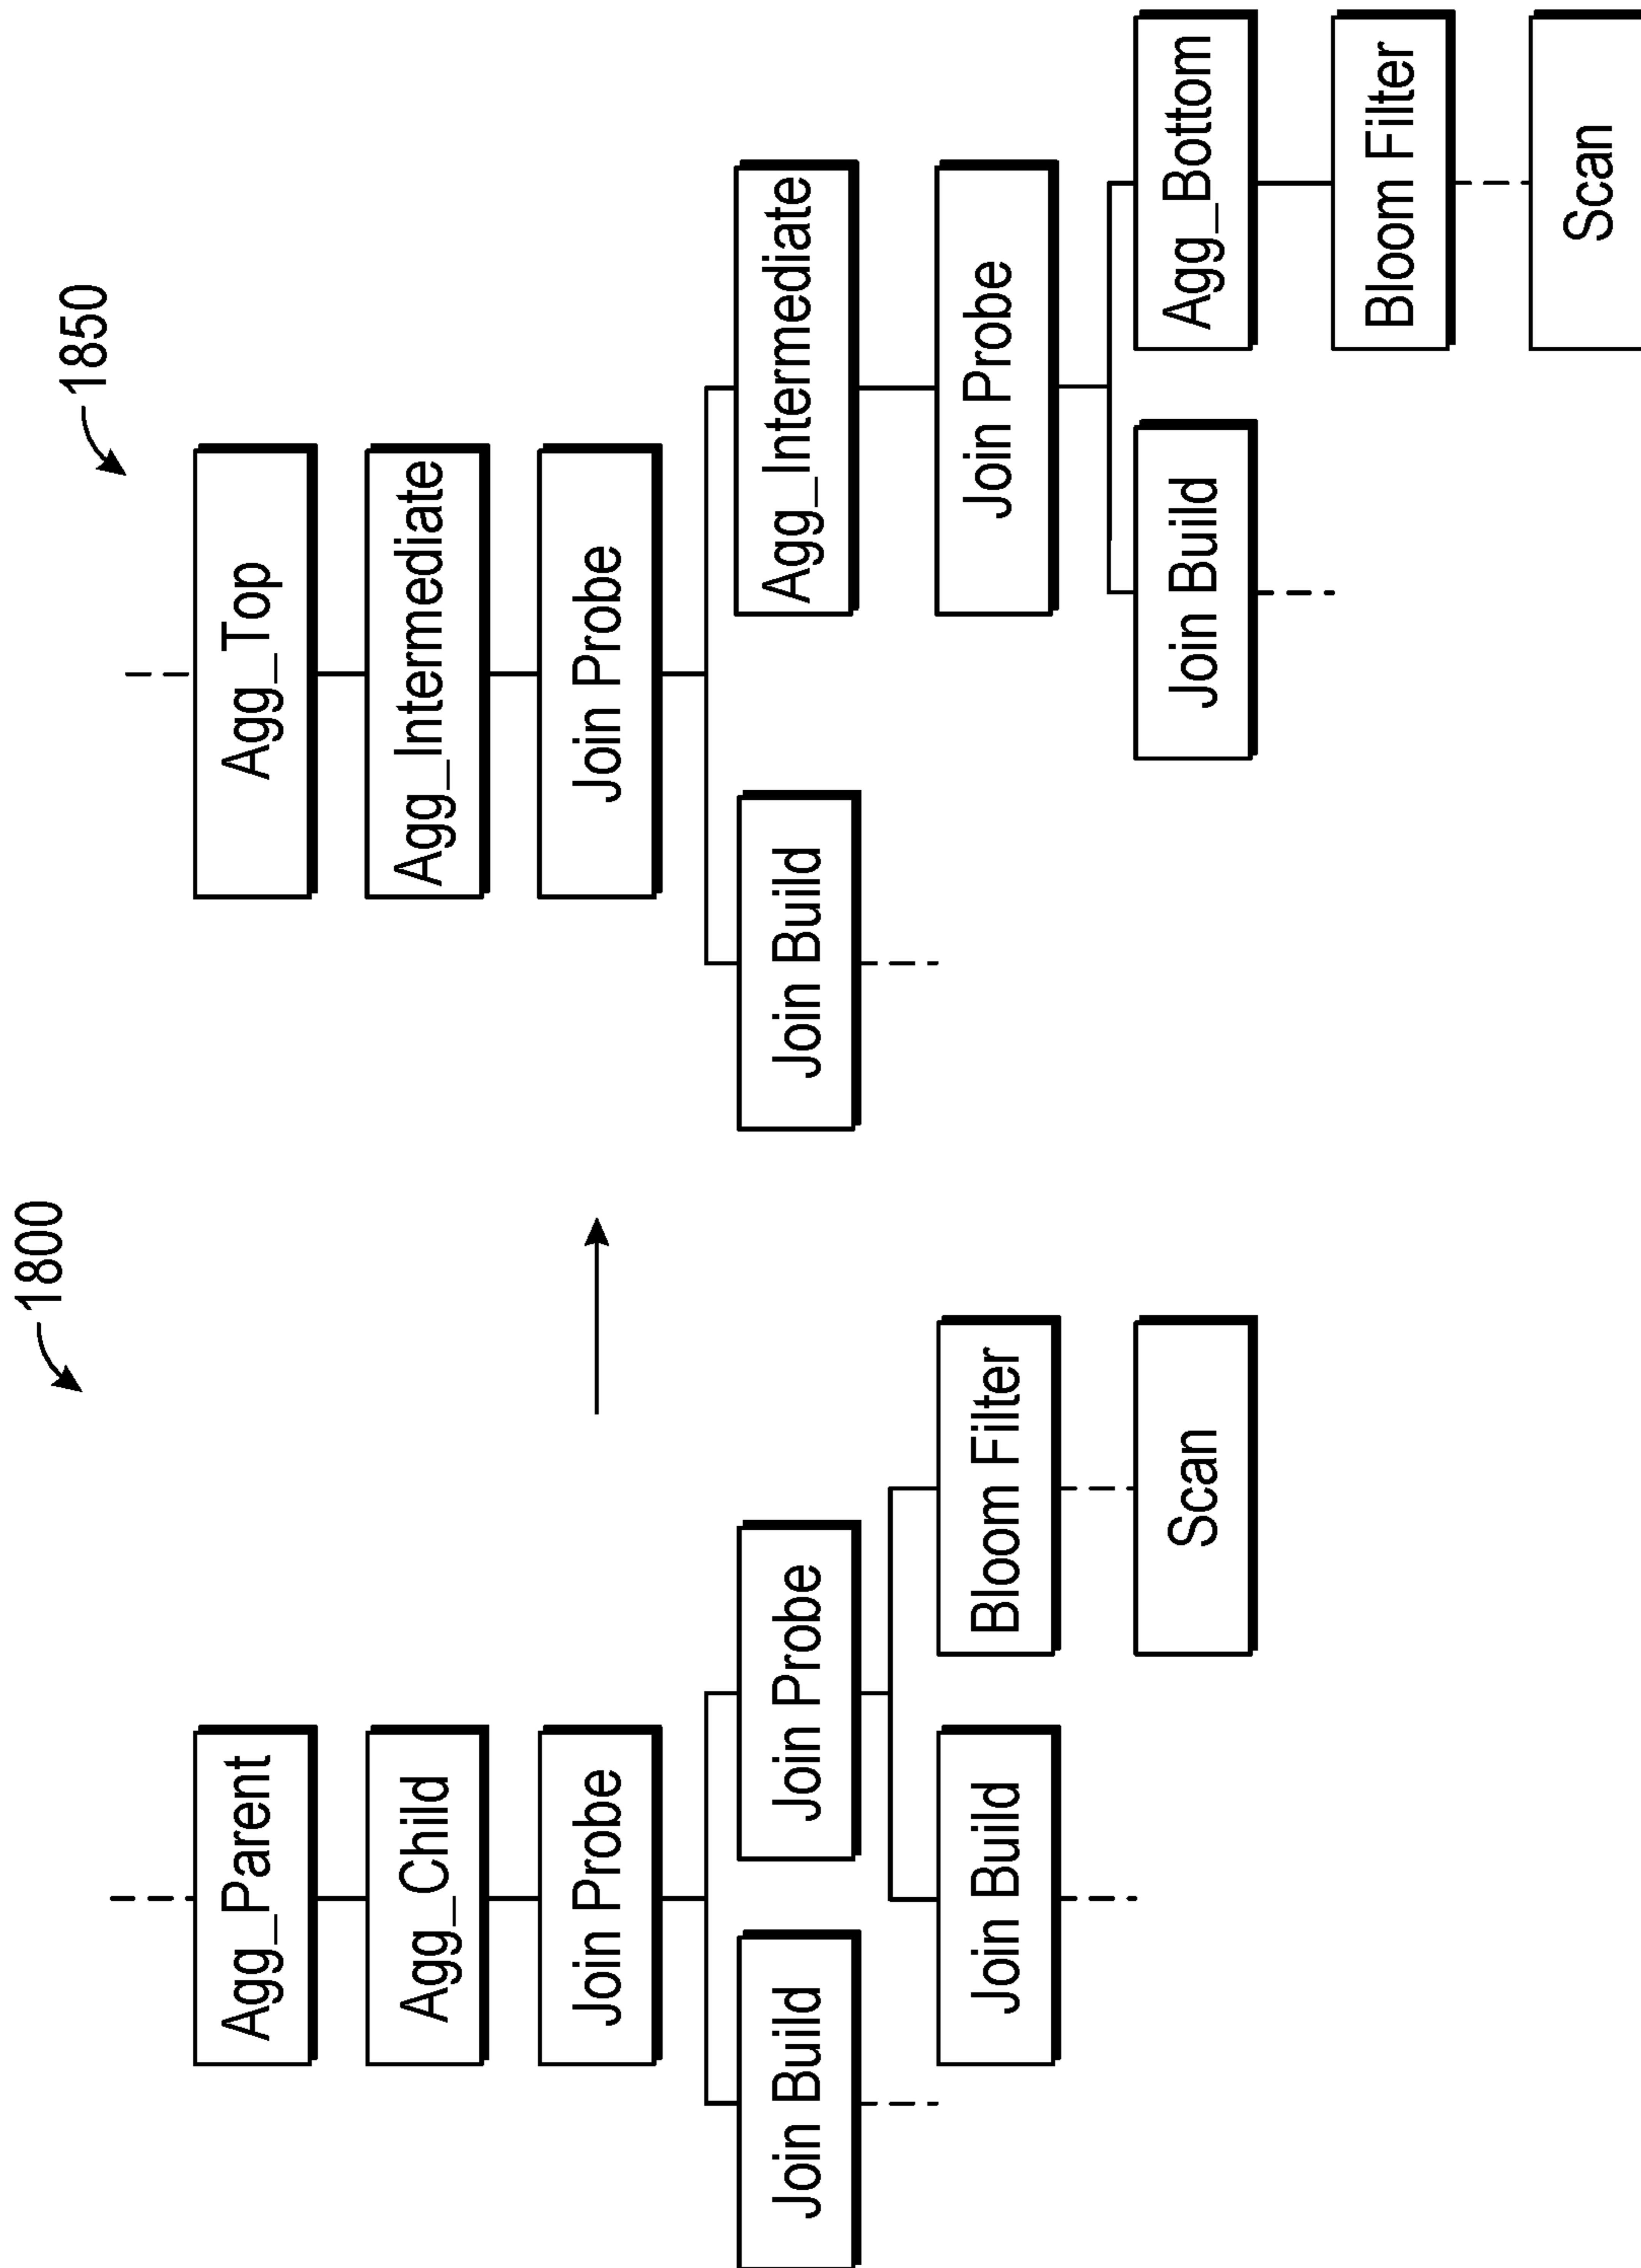 1800
Agg_Parent
Agg_Child
Join Probe
Join Build
Join Probe
Join Build
Bloom Filter
Scan
1850
Agg_Top
Agg_Intermediate
Join Probe
Join Build
Agg_Intermediate
Join Probe
Join Build
Agg_Bottom
Bloom Filter
Scan